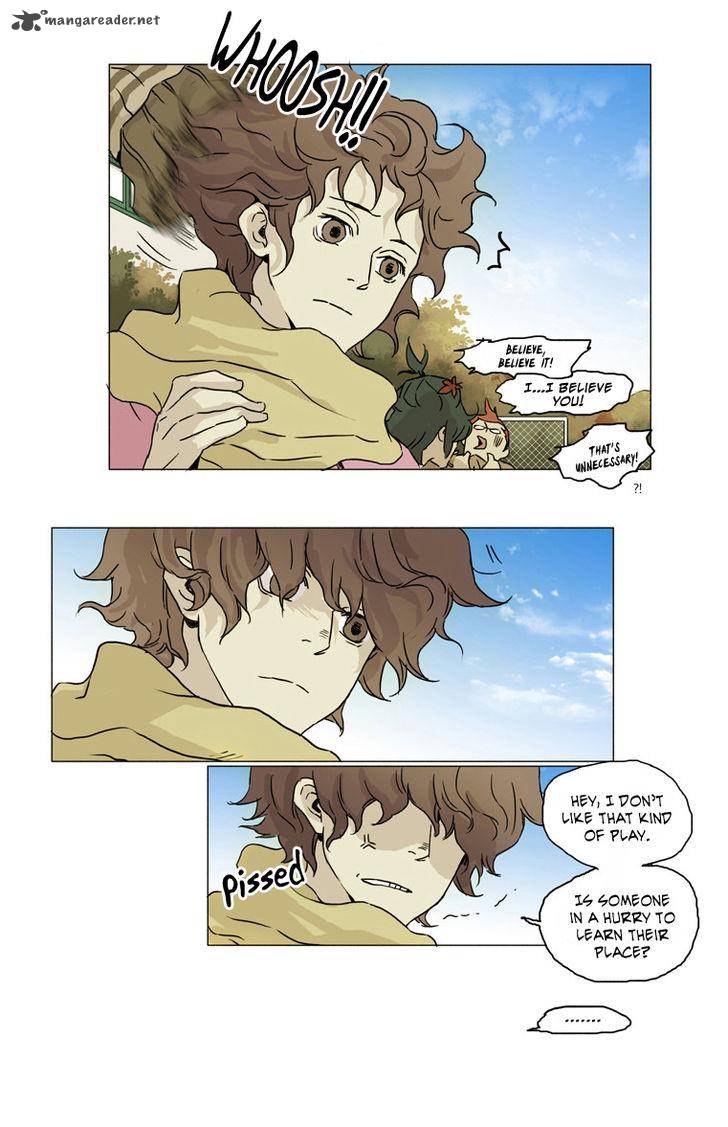 mangareader.net
WHOOSH!!
BELIEVE,
BELIEVE IT!
I...I BELIEVE
YOU!
THAT'S
UNNECESSARY!
?!
HEY, I DON'T
LIKE THAT KIND
OF PLAY.
pissed
IS SOMEONE
IN A HURRY TO
LEARN THEIR
PLACE?
.......